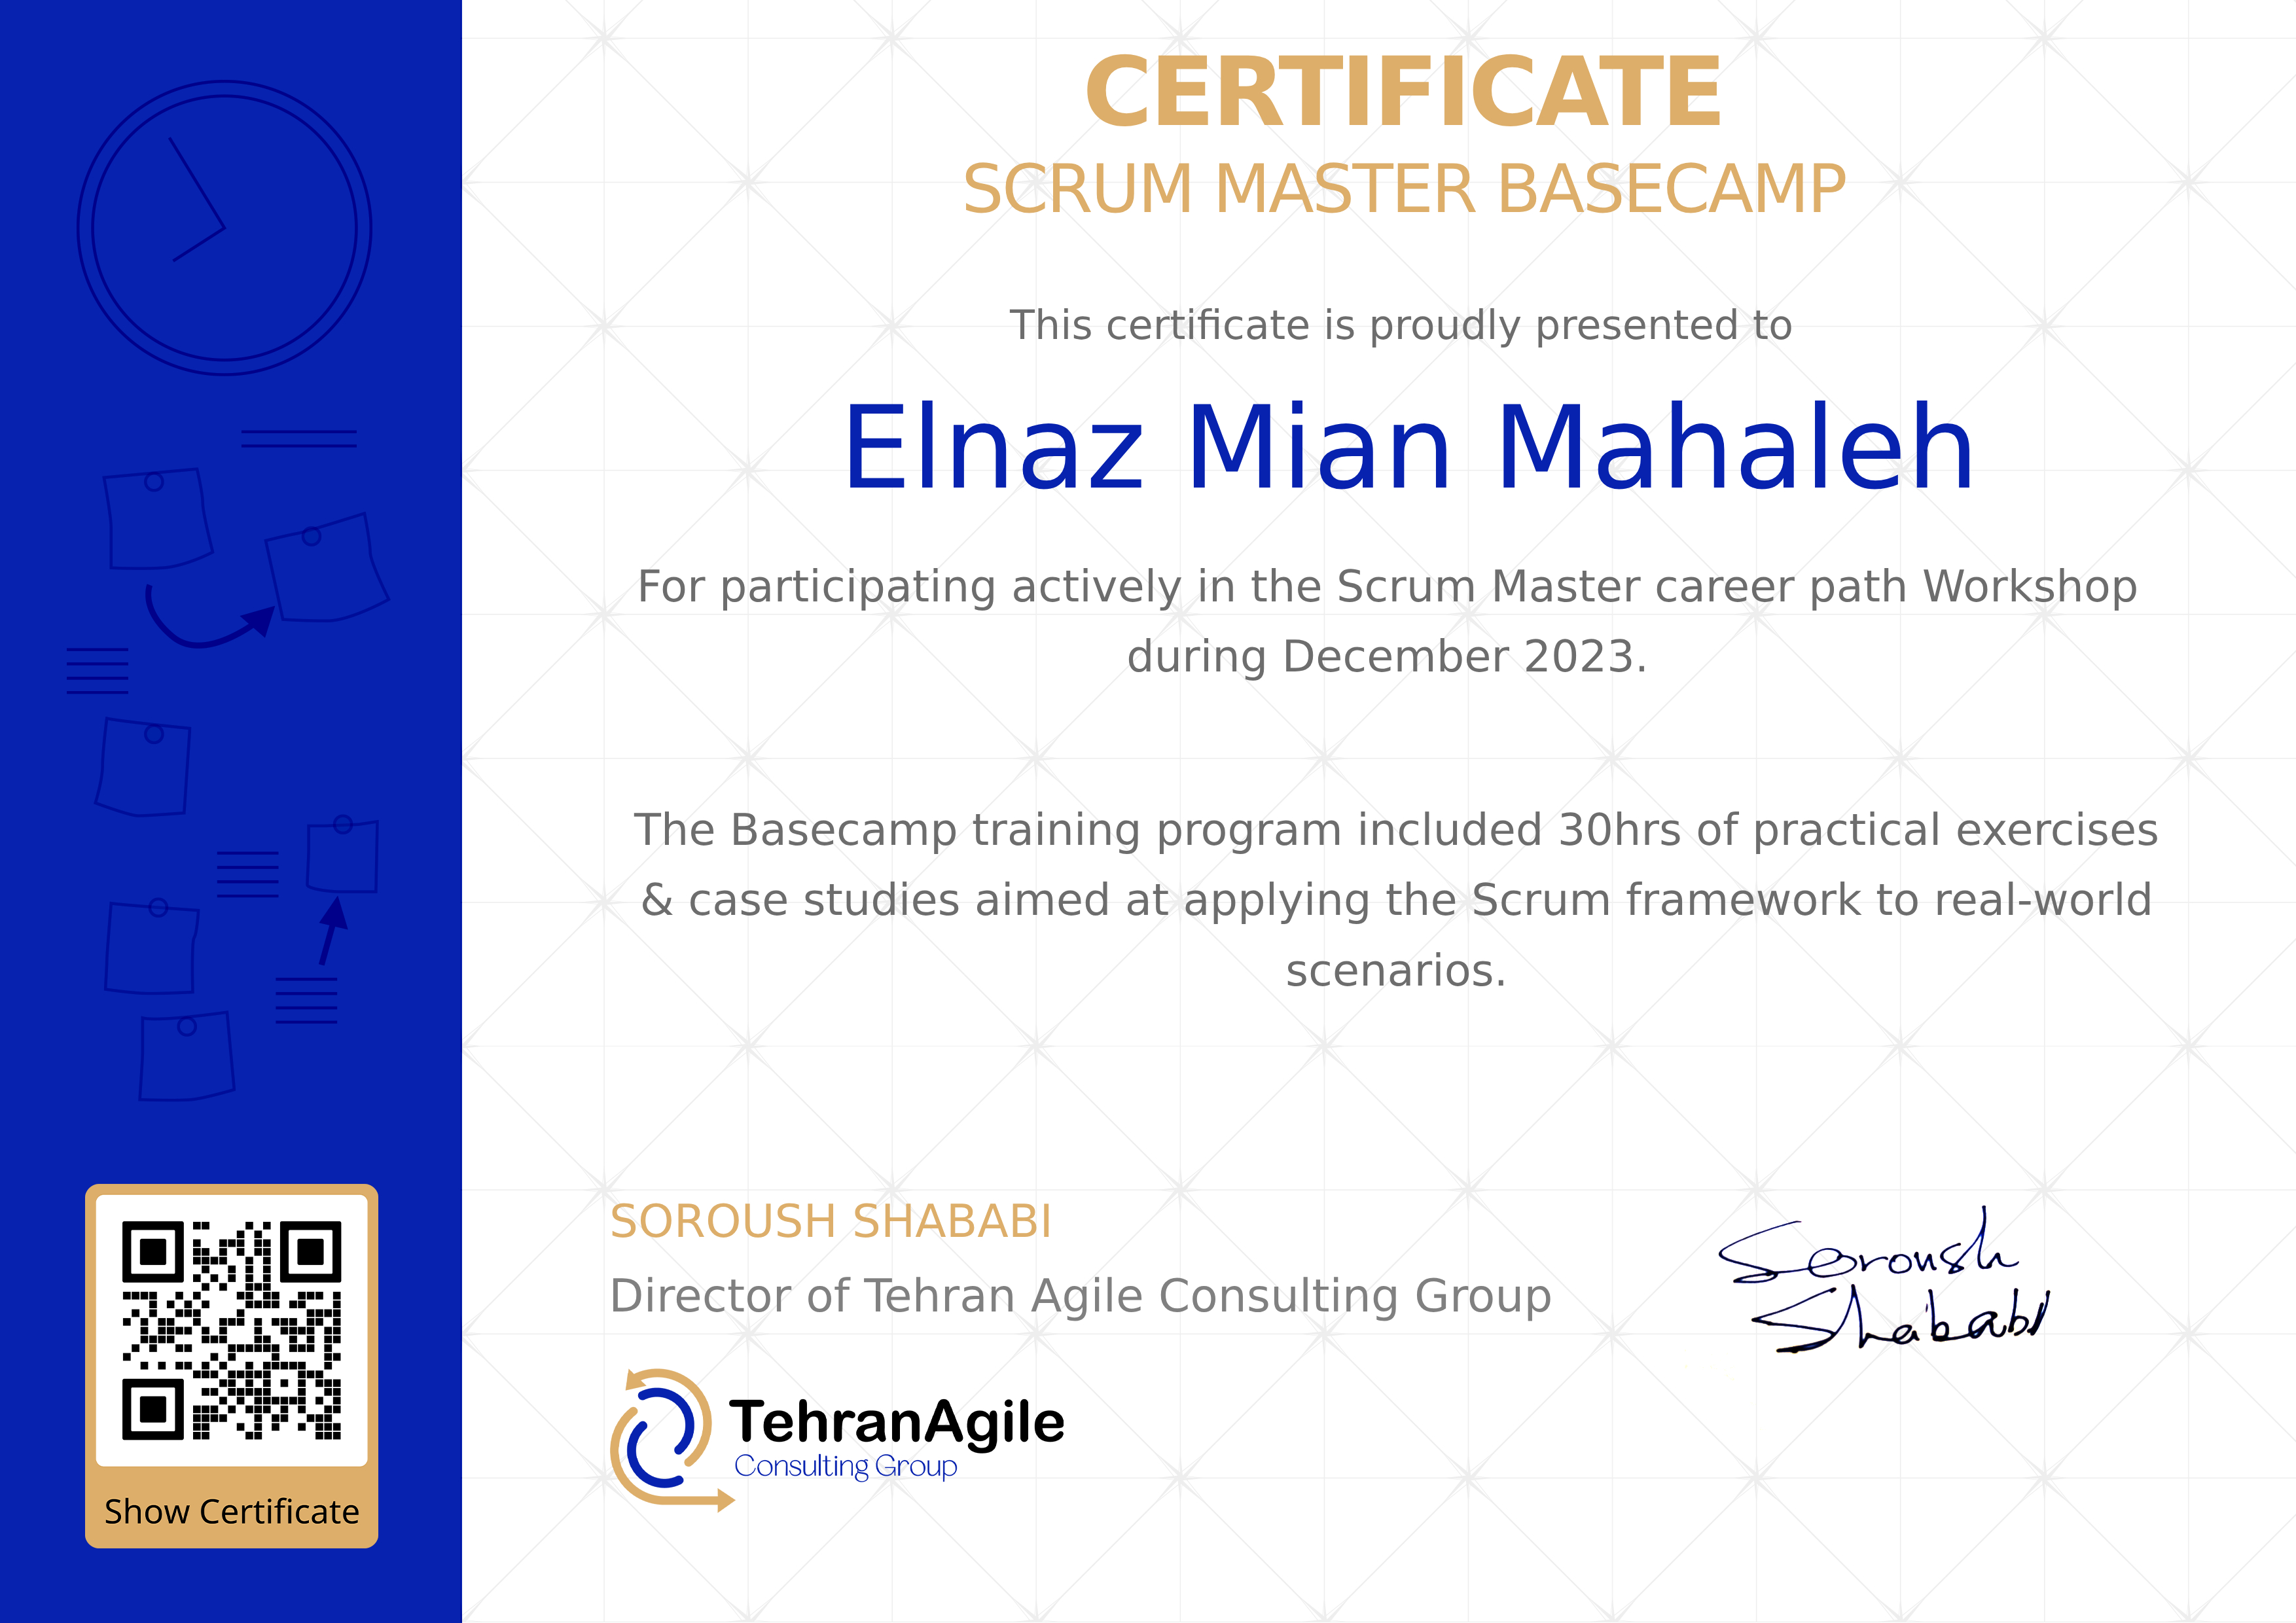 CERTIFICATE
SCRUM MASTER BASECAMP
This certificate is proudly presented to
Elnaz Mian Mahaleh
For participating actively in the Scrum Master career path Workshop
during December 2023.
The Basecamp training program included 30hrs of practical exercises
& case studies aimed at applying the Scrum framework to real-world
scenarios.
SOROUSH SHABABI
Director of Tehran Agile Consulting Group
Soroush
Shababi
TehranAgile
Consulting Group
Show Certificate